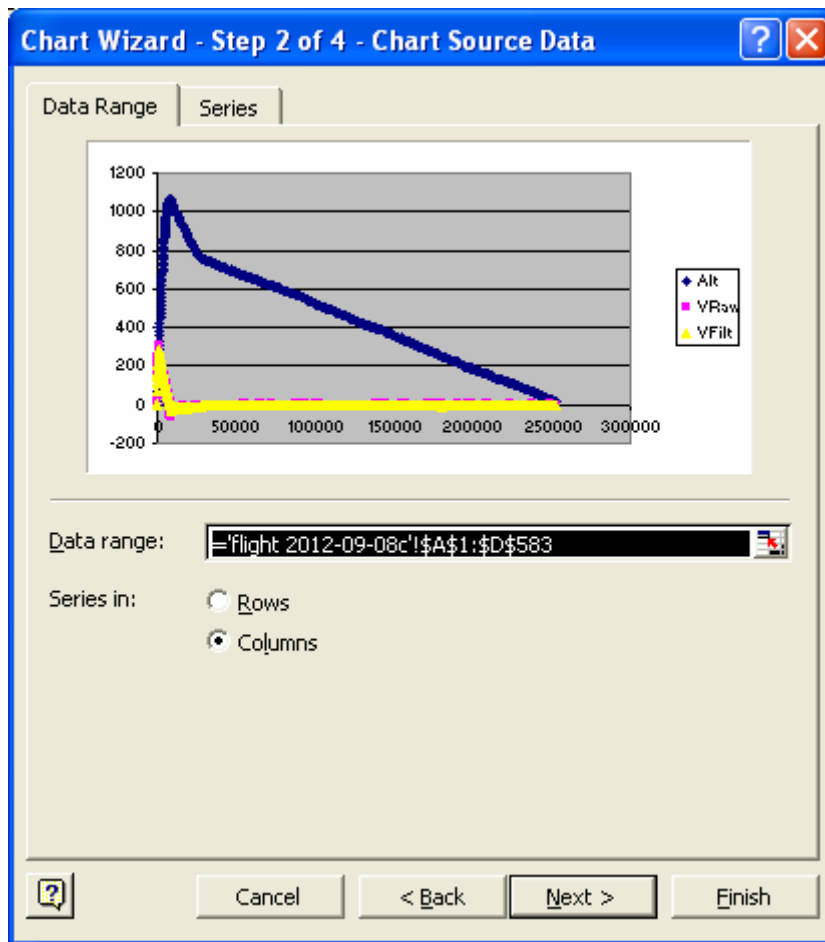 Chart Wizard - Step 2 of 4 - Chart Source Data
Data Range
Series
1200
1000
800
600
400
200
0
-200
0
50000
100000
150000
200000
250000
300000
Alt
VRaw
VFilt
Data range:
='flight 2012-09-08c'!$A$1:$D$583
Series in:
Rows
Columns
Cancel
< Back
Next >
Finish